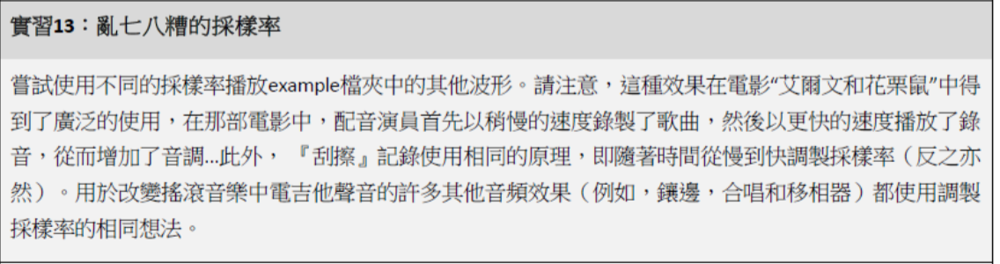 實習13：亂七八糟的採樣率
嘗試使用不同的採樣率播放example檔夾中的其他波形。請注意，這種效果在電影“艾爾文和花栗鼠”中得
到了廣泛的使用，在那部電影中，配音演員首先以稍慢的速度錄製了歌曲，然後以更快的速度播放了錄
音，從而增加了音調...此外，『刮擦』記錄使用相同的原理，即隨著時間從慢到快調製採樣率（反之亦
然）。用於改變搖滾音樂中電吉他聲音的許多其他音頻效果（例如，鑲邊，合唱和移相器）都使用調製
採樣率的相同想法。